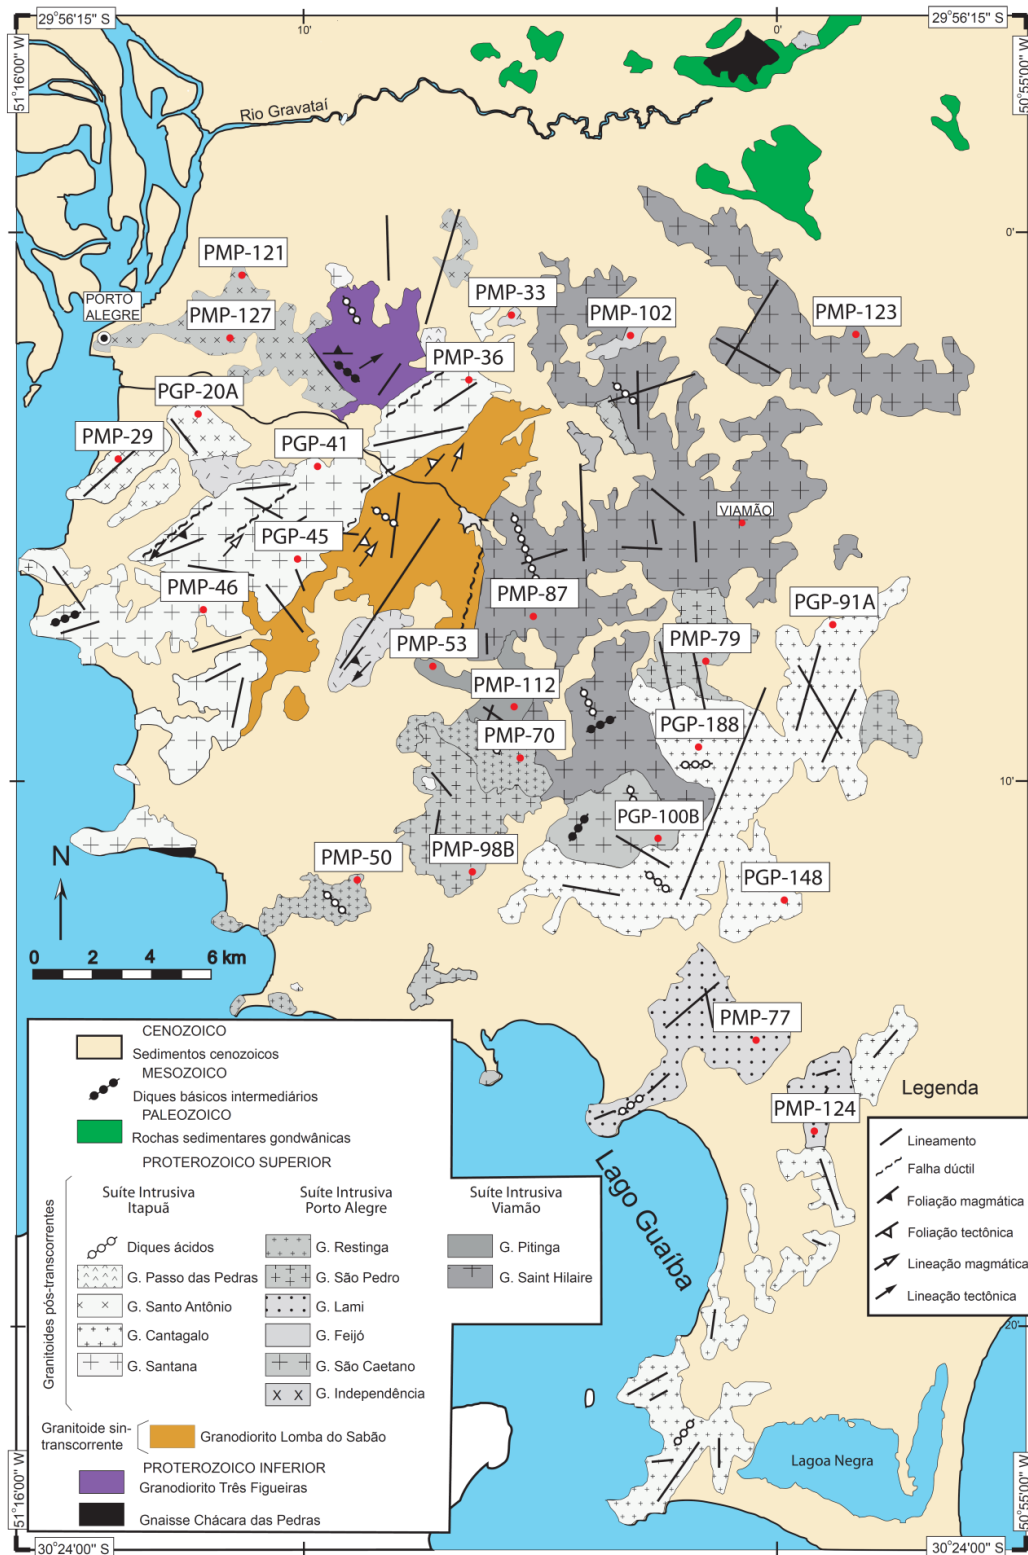 29°56'15" S
10'
0'
29°56'15" S
51°16'00" W
50°55'00" W
Rio Gravataí
0'
PMP-121
PORTO
ALEGRE
PMP-127
PMP-33
PMP-102
PMP-123
PMP-36
PGP-20A
PMP-29
PGP-41
VIAMÃO
PGP-45
PMP-46
PMP-87
PGP-91A
PMP-53
PMP-79
PMP-112
PGP-188
PMP-70
10'
PGP-100B
PMP-98B
PMP-50
PGP-148
N
0 2 4 6 km
PMP-77
PMP-124
Lago Guaíba
Lagoa Negra
20'
CENOZOICO
Sedimentos cenozoicos
MESOZOICO
Diques básicos intermediários
PALEOZOICO
Rochas sedimentares gondwânicas
PROTEROZOICO SUPERIOR
Granitoides pós-transcorrentes
Suíte Intrusiva
Itapuã
Diques ácidos
G. Passo das Pedras
G. Santo Antônio
G. Cantagalo
G. Santana
Suíte Intrusiva
Porto Alegre
G. Restinga
G. São Pedro
G. Lami
G. Feijó
G. São Caetano
G. Independência
Suíte Intrusiva
Viamão
G. Pitinga
G. Saint Hilaire
Granitoide sin-
transcorrente
Granodiorito Lomba do Sabão
PROTEROZOICO INFERIOR
Granodiorito Três Figueiras
Gnaisse Chácara das Pedras
Legenda
Lineamento
Falha dúctil
Foliação magmática
Foliação tectônica
Lineação magmática
Lineação tectônica
51°16'00" W
50°55'00" W
30°24'00" S
30°24'00" S